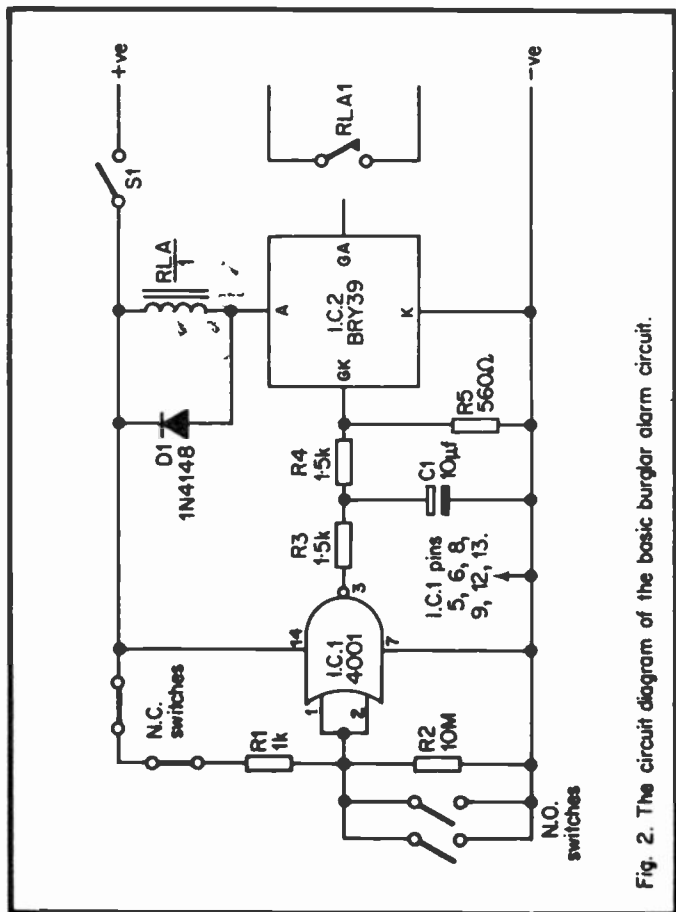 +ve
S1
RLA
1
D1
1N4148
N.C.
switches
R1
1k
14
1
2
I.C.1
4001
3
7
R3
1·5k
R4
1·5k
A
GK
I.C.2
BRY39
GA
K
RLA1
R2
10M
C1
10µf
R5
560Ω
I.C.1 pins
5, 6, 8,
9, 12, 13.
N.O.
switches
-ve
Fig. 2. The circuit diagram of the basic burglar alarm circuit.